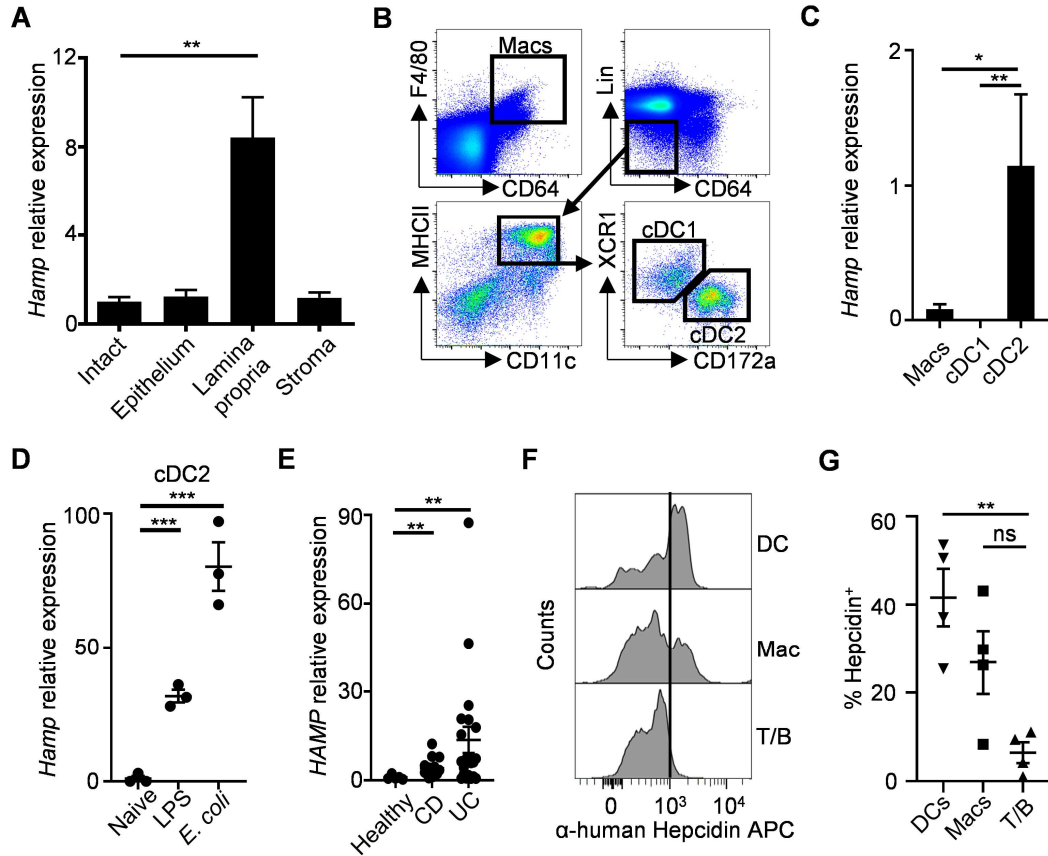 A
Hamp relative expression
12
8
4
0
**
Intact
Epithelium
Lamina
propria
Stroma
B
F4/80
Macs
CD64
Lin
CD64
MHCII
CD11c
XCR1
cDC1
cDC2
CD172a
C
Hamp relative expression
2
1
0
*
**
Macs
cDC1
cDC2
D
cDC2
Hamp relative expression
100
50
0
***
***
Naive
LPS
E. coli
E
HAMP relative expression
90
60
30
0
**
**
Healthy
CD
UC
F
Counts
DC
Mac
T/B
0
10³
10⁴
α-human Hepcidin APC
G
% Hepcidin⁺
60
40
20
0
**
ns
DCs
Macs
T/B